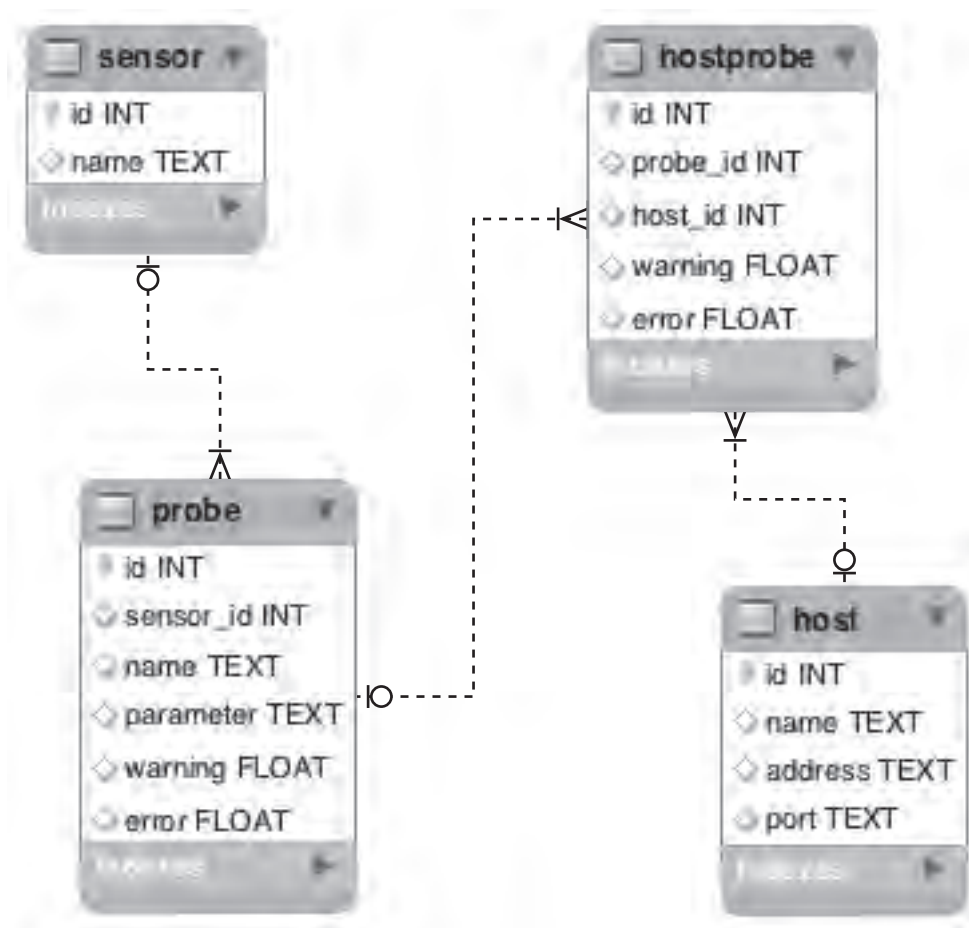 sensor
id INT
name TEXT
hostprobe
id INT
probe_id INT
host_id INT
warning FLOAT
error FLOAT
probe
id INT
sensor_id INT
name TEXT
parameter TEXT
warning FLOAT
error FLOAT
host
id INT
name TEXT
address TEXT
port TEXT